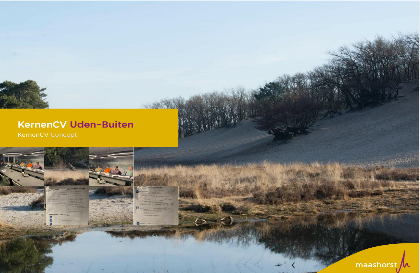 KernenCV Uden-Buiten
KernenCV Concept
maashorst